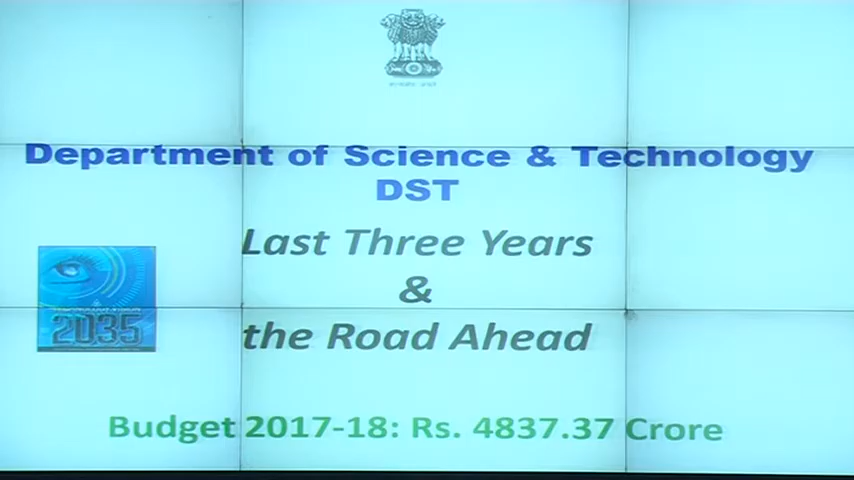 Department of Science & Technology
DST
Last Three Years
&
the Road Ahead
2035
Budget 2017-18: Rs. 4837.37 Crore